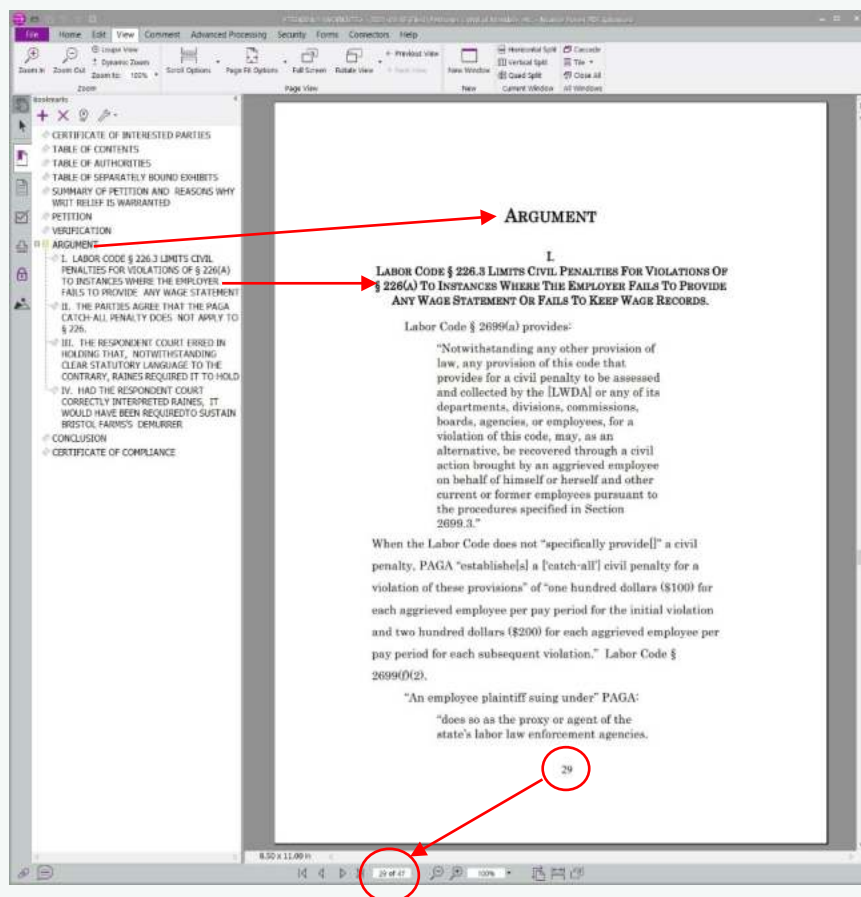 File Home Edit View Comment Advanced Processing Security Forms Connectors Help
Zoom In
Zoom Out
Loupe View
Dynamic Zoom
Zoom to: 100%
Zoom
Scroll Options
Page Fit Options
Full Screen
Rotate View
Previous View
Page View
New Window
New
Horizontal Split
Vertical Split
Quad Split
Current Window
Cascade
Tile
Close All
All Windows
Bookmarks
CERTIFICATE OF INTERESTED PARTIES
TABLE OF CONTENTS
TABLE OF AUTHORITIES
TABLE OF SEPARATELY BOUND EXHIBITS
SUMMARY OF PETITION AND REASONS WHY
WRIT RELIEF IS WARRANTED
PETITION
VERIFICATION
ARGUMENT
I. LABOR CODE § 226.3 LIMITS CIVIL
PENALTIES FOR VIOLATIONS OF § 226(A)
TO INSTANCES WHERE THE EMPLOYER
FAILS TO PROVIDE ANY WAGE STATEMENT
II. THE PARTIES AGREE THAT THE PAGA
CATCH-ALL PENALTY DOES NOT APPLY TO
§ 226.
III. THE RESPONDENT COURT ERRED IN
HOLDING THAT, NOTWITHSTANDING
CLEAR STATUTORY LANGUAGE TO THE
CONTRARY, RAINES REQUIRED IT TO HOLD
IV. HAD THE RESPONDENT COURT
CORRECTLY INTERPRETED RAINES, IT
WOULD HAVE BEEN REQUIREDTO SUSTAIN
BRISTOL FARMS'S DEMURRER
CONCLUSION
CERTIFICATE OF COMPLIANCE
ARGUMENT
I.
LABOR CODE § 226.3 LIMITS CIVIL PENALTIES FOR VIOLATIONS OF
§ 226(A) TO INSTANCES WHERE THE EMPLOYER FAILS TO PROVIDE
ANY WAGE STATEMENT OR FAILS TO KEEP WAGE RECORDS.
Labor Code § 2699(a) provides:
"Notwithstanding any other provision of
law, any provision of this code that
provides for a civil penalty to be assessed
and collected by the [LWDA] or any of its
departments, divisions, commissions,
boards, agencies, or employees, for a
violation of this code, may, as an
alternative, be recovered through a civil
action brought by an aggrieved employee
on behalf of himself or herself and other
current or former employees pursuant to
the procedures specified in Section
2699.3."
When the Labor Code does not "specifically provide[]" a civil
penalty, PAGA "establishe[s] a ['catch-all'] civil penalty for a
violation of these provisions" of "one hundred dollars ($100) for
each aggrieved employee per pay period for the initial violation
and two hundred dollars ($200) for each aggrieved employee per
pay period for each subsequent violation." Labor Code §
2699(f)(2).
"An employee plaintiff suing under" PAGA:
"does so as the proxy or agent of the
state's labor law enforcement agencies.
29
8.50 x 11.00 in
29 of 47
100%